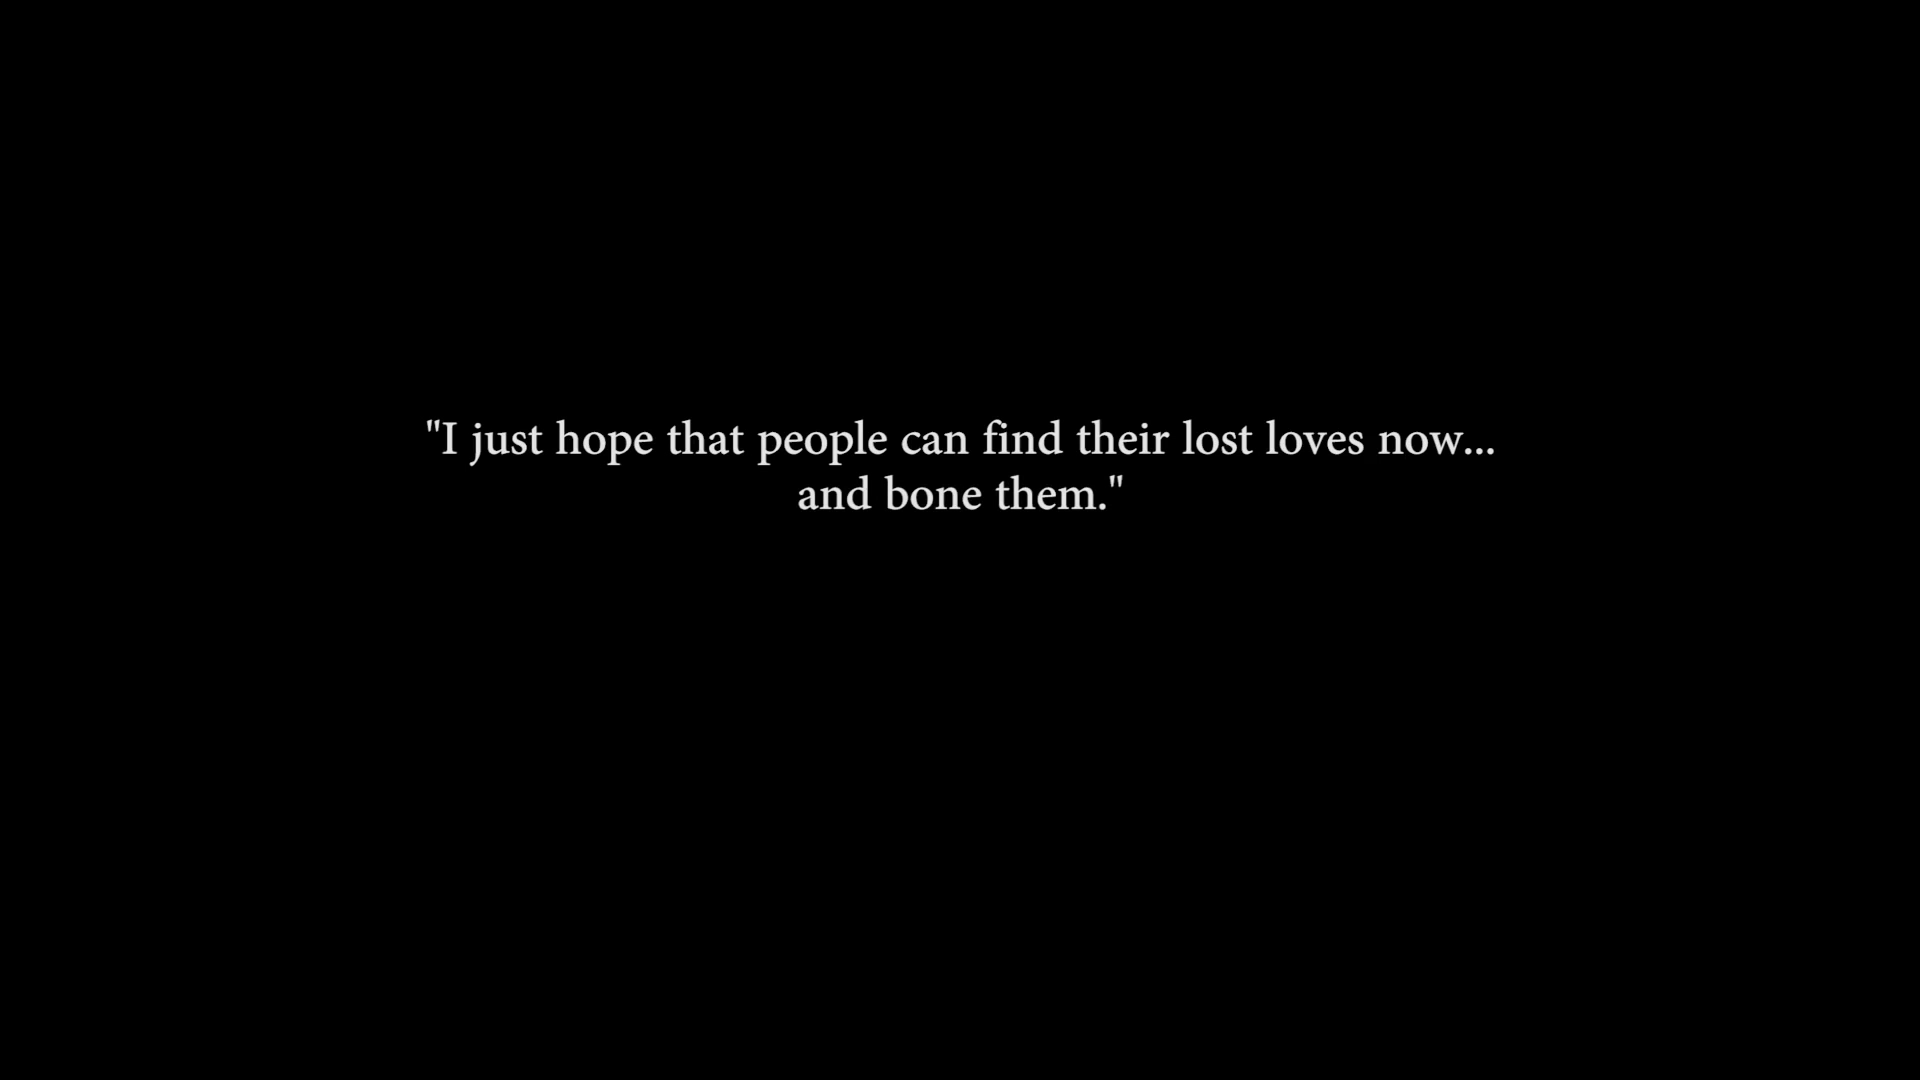 "I just hope that people can find their lost loves now...
and bone them."